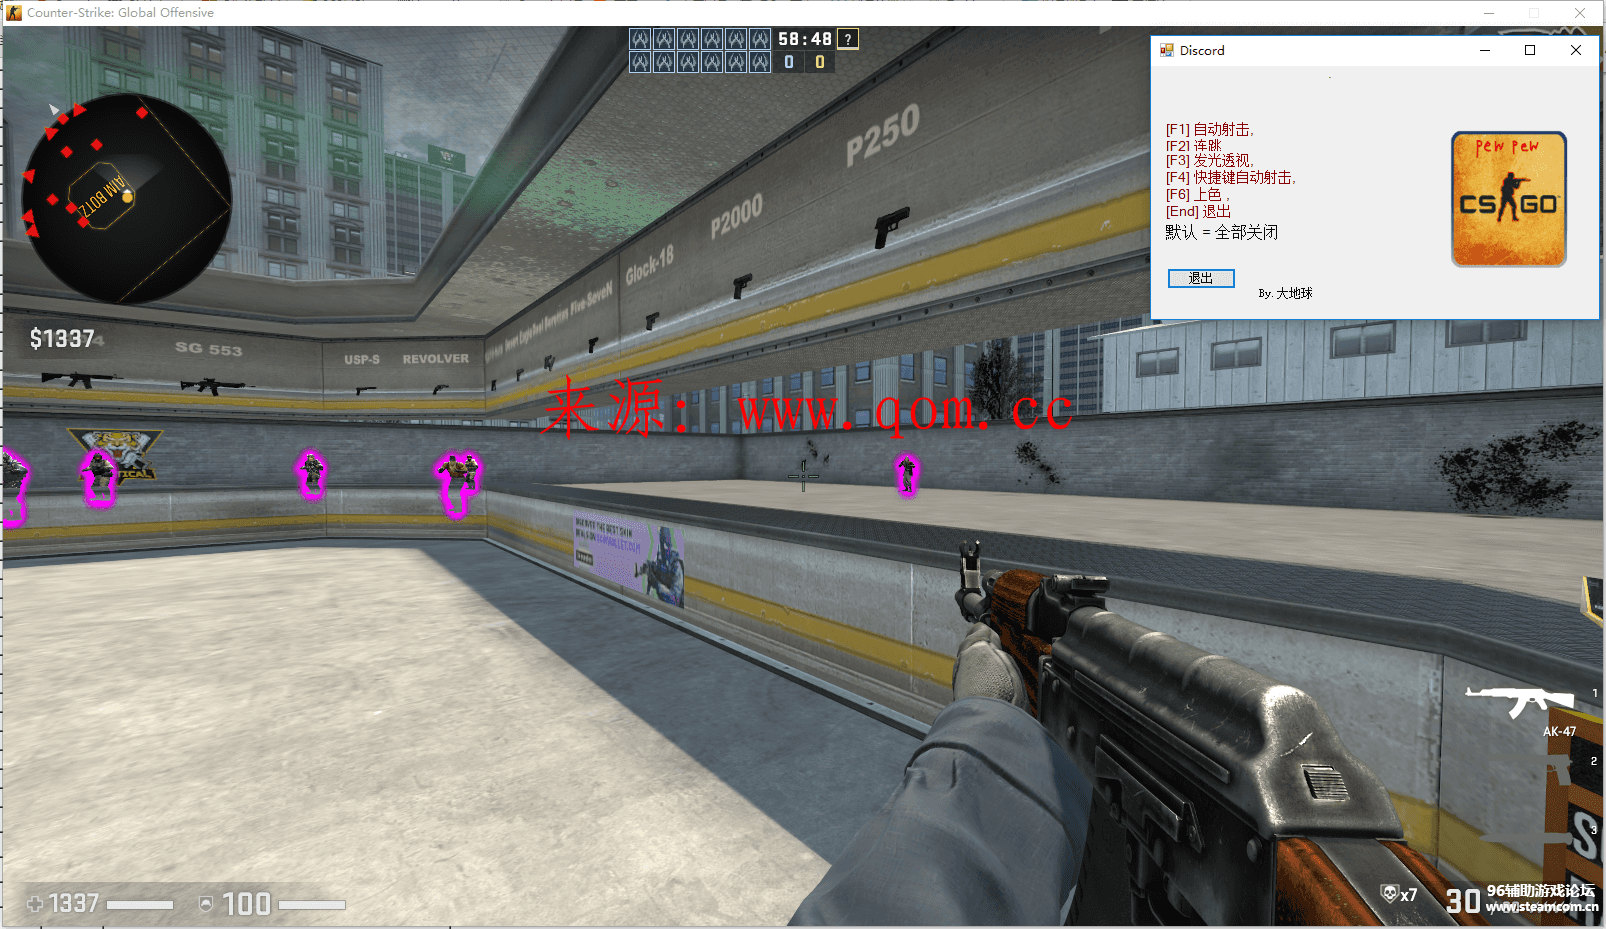 Counter-Strike: Global Offensive
58:48 ?
0 0
Discord
[F1] 自动射击,
[F2] 连跳
[F3] 发光透视,
[F4] 快捷键自动射击,
[F6] 上色 ,
[End] 退出
默认 = 全部关闭
退出
By. 大地球
pew pew
CS GO
AIM BOTZ
P250
P2000
Glock-18
Five-SeveN
$1337
SG 553
USP-S
REVOLVER
来源: www.qom.cc
1
AK-47
2
3
1337
100
x7
30
96辅助游戏论坛
www.steamcom.cn